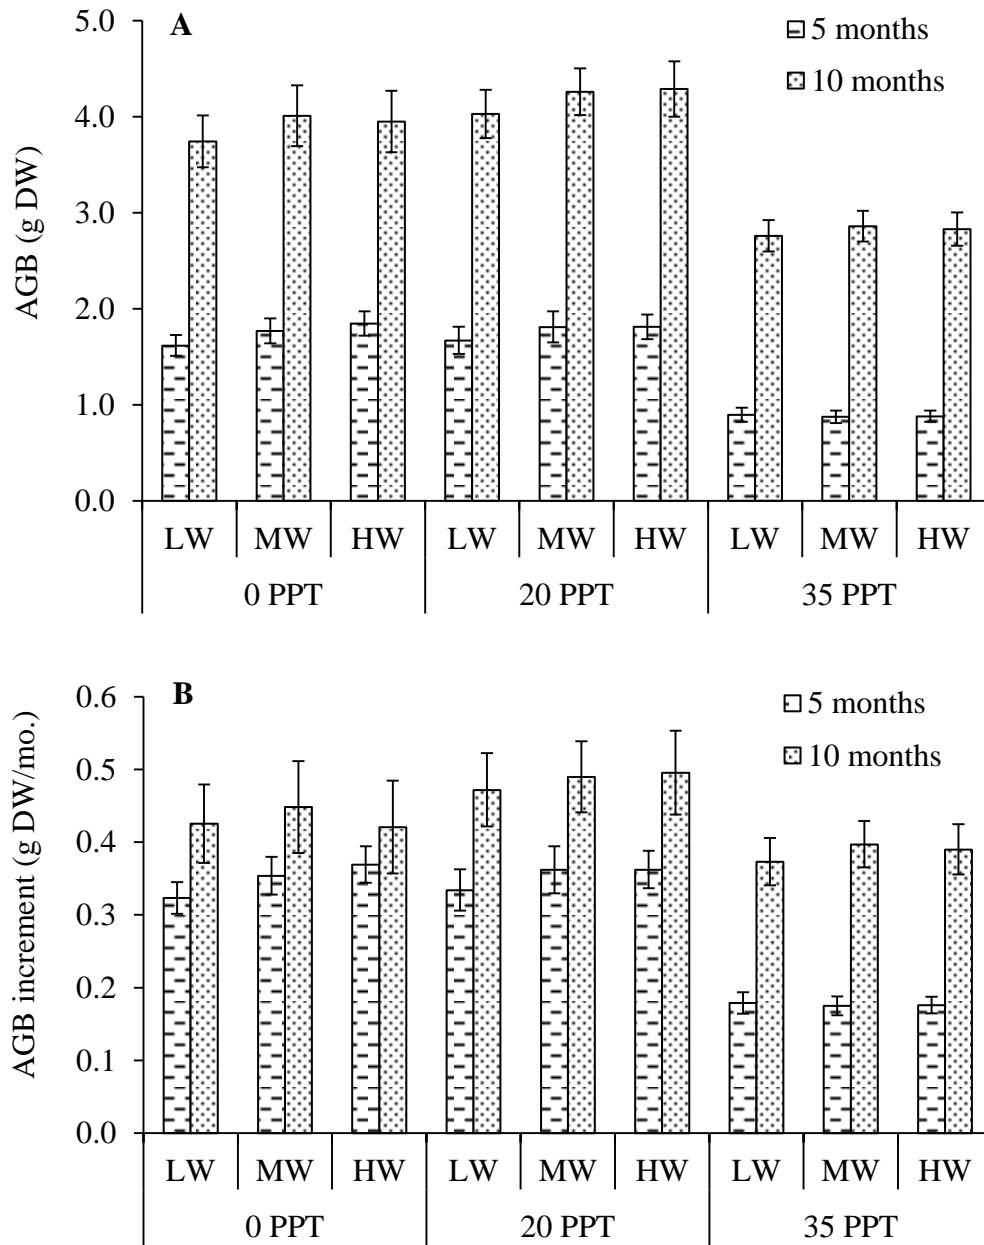 A
5 months
10 months
AGB (g DW)
5.0
4.0
3.0
2.0
1.0
0.0
LW MW HW LW MW HW LW MW HW
0 PPT 20 PPT 35 PPT
B
5 months
10 months
AGB increment (g DW/mo.)
0.6
0.5
0.4
0.3
0.2
0.1
0.0
LW MW HW LW MW HW LW MW HW
0 PPT 20 PPT 35 PPT